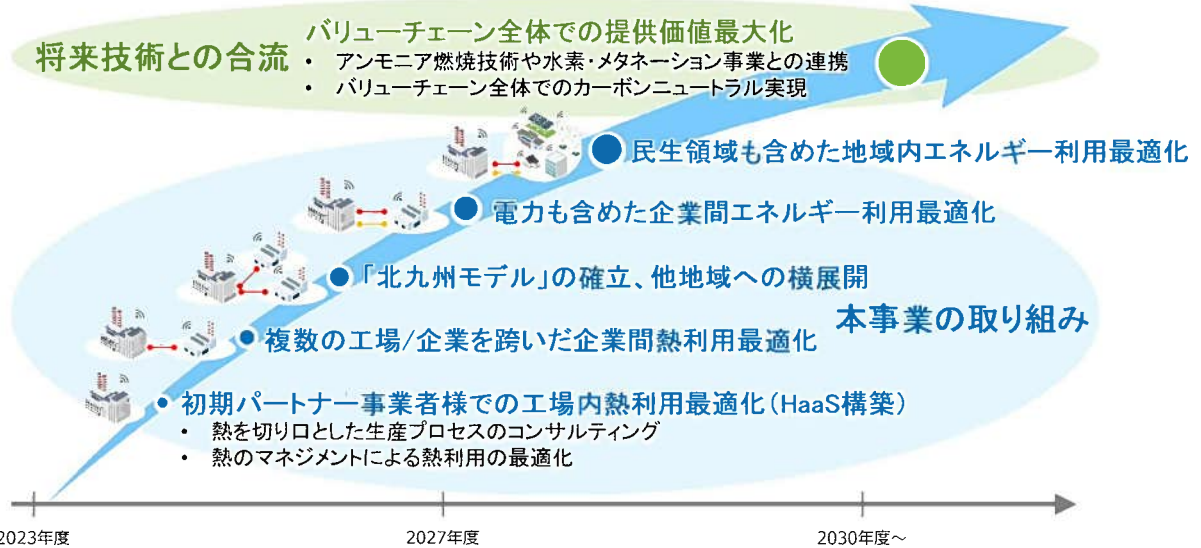 将来技術との合流
バリューチェーン全体での提供価値最大化
• アンモニア燃焼技術や水素・メタネーション事業との連携
• バリューチェーン全体でのカーボンニュートラル実現
民生領域も含めた地域内エネルギー利用最適化
電力も含めた企業間エネルギー利用最適化
「北九州モデル」の確立、他地域への横展開
本事業の取り組み
複数の工場/企業を跨いだ企業間熱利用最適化
初期パートナー事業者様での工場内熱利用最適化（HaaS構築）
• 熱を切り口とした生産プロセスのコンサルティング
• 熱のマネジメントによる熱利用の最適化
2023年度
2027年度
2030年度～